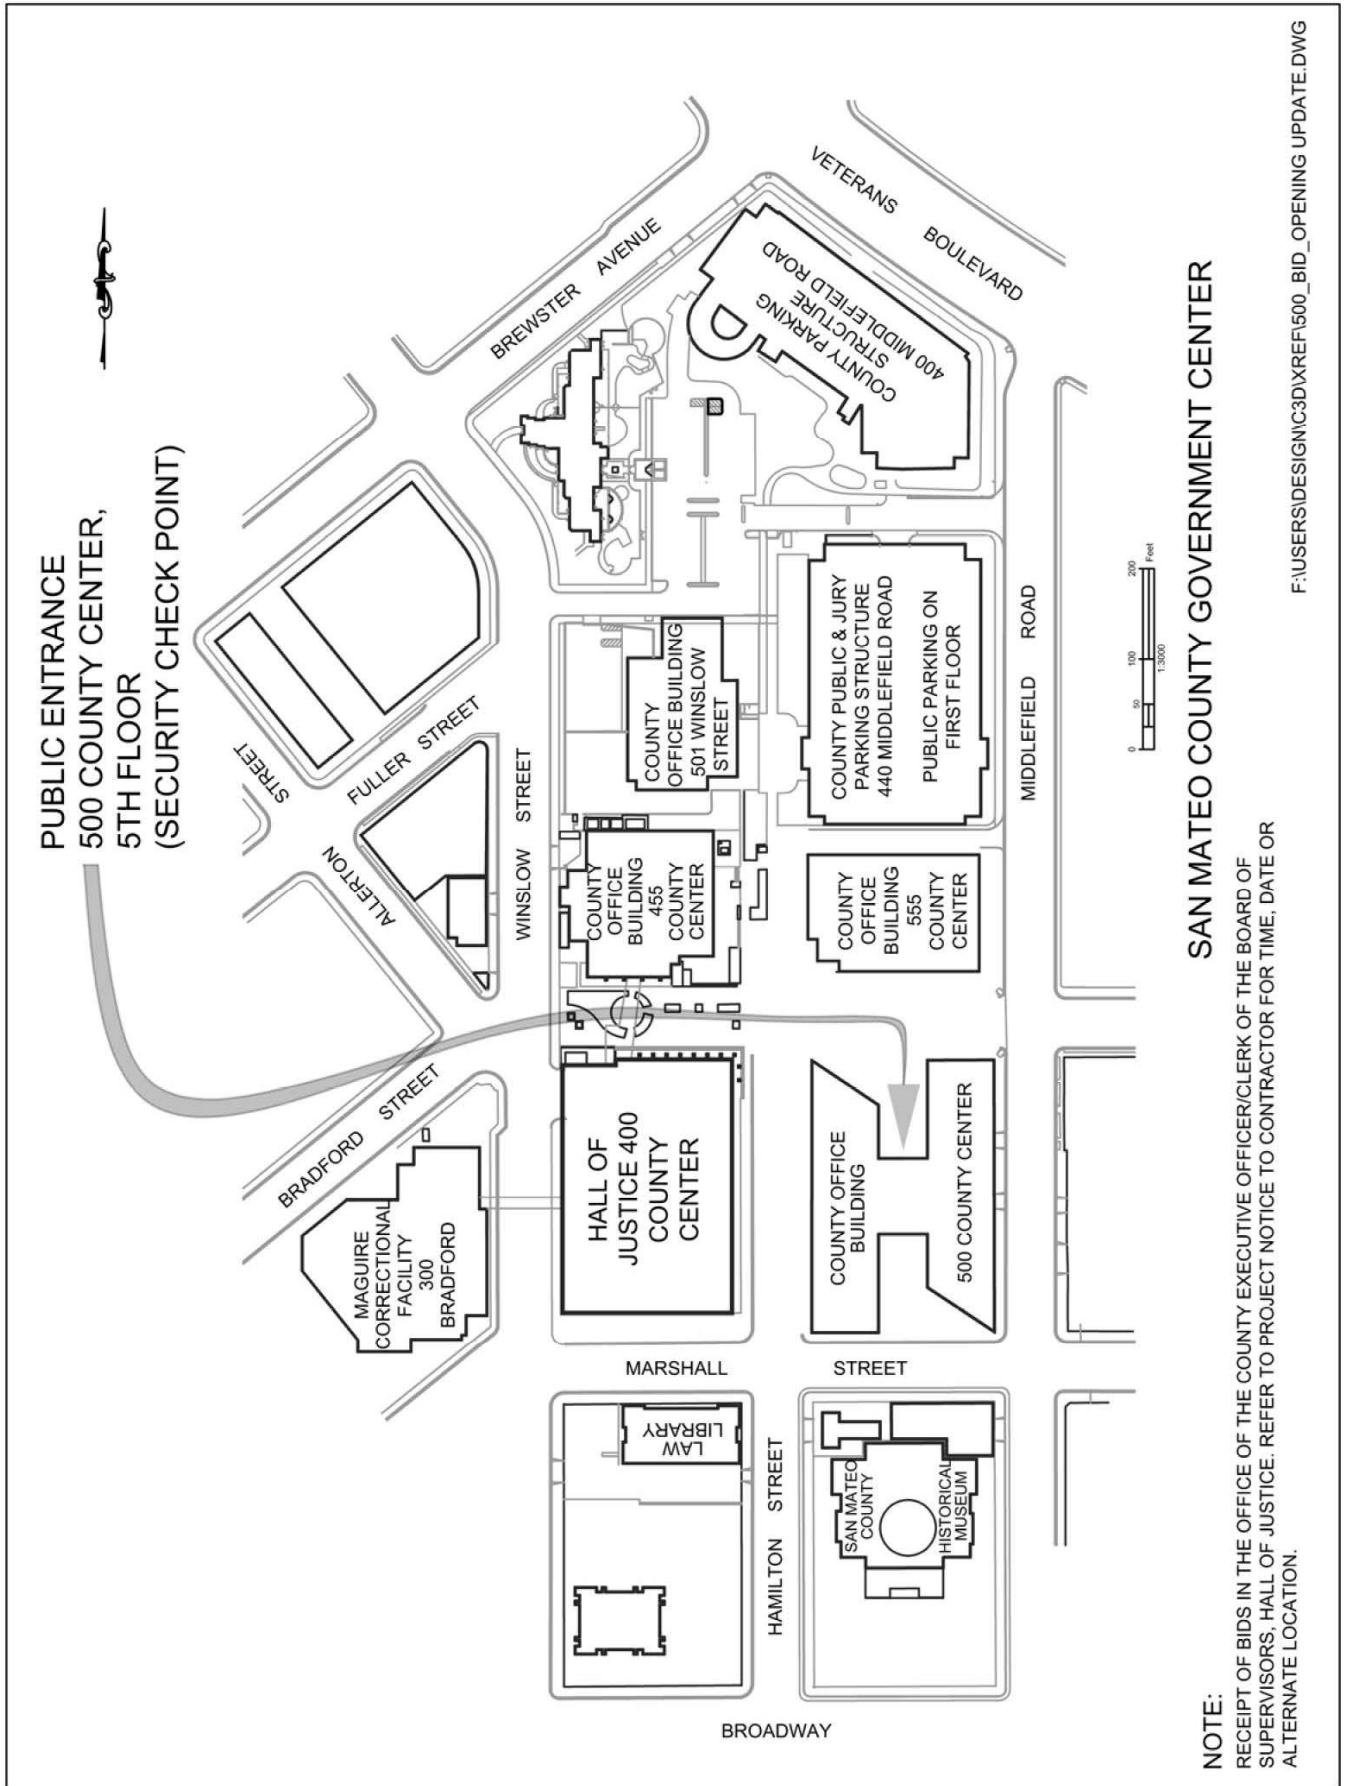 PUBLIC ENTRANCE
500 COUNTY CENTER,
5TH FLOOR
(SECURITY CHECK POINT)
BREWSTER AVENUE
VETERANS BOULEVARD
COUNTY PARKING
STRUCTURE
400 MIDDLEFIELD ROAD
STREET
FULLER STREET
ALLERTON
WINSLOW STREET
COUNTY
OFFICE BUILDING
501 WINSLOW
STREET
COUNTY PUBLIC & JURY
PARKING STRUCTURE
440 MIDDLEFIELD ROAD
PUBLIC PARKING ON
FIRST FLOOR
MIDDLEFIELD ROAD
COUNTY
OFFICE
BUILDING
455
COUNTY
CENTER
COUNTY
OFFICE
BUILDING
555
COUNTY
CENTER
BRADFORD STREET
MAGUIRE
CORRECTIONAL
FACILITY
300
BRADFORD
HALL OF
JUSTICE 400
COUNTY
CENTER
COUNTY OFFICE
BUILDING
500 COUNTY CENTER
MARSHALL STREET
LAW
LIBRARY
HAMILTON STREET
SAN MATEO
COUNTY
HISTORICAL
MUSEUM
BROADWAY
0 50 100 200
Feet
1:3000
SAN MATEO COUNTY GOVERNMENT CENTER
NOTE:
RECEIPT OF BIDS IN THE OFFICE OF THE COUNTY EXECUTIVE OFFICER/CLERK OF THE BOARD OF
SUPERVISORS, HALL OF JUSTICE. REFER TO PROJECT NOTICE TO CONTRACTOR FOR TIME, DATE OR
ALTERNATE LOCATION.
F:\USERS\DESIGN\C3D\XREF\500_BID_OPENING UPDATE.DWG